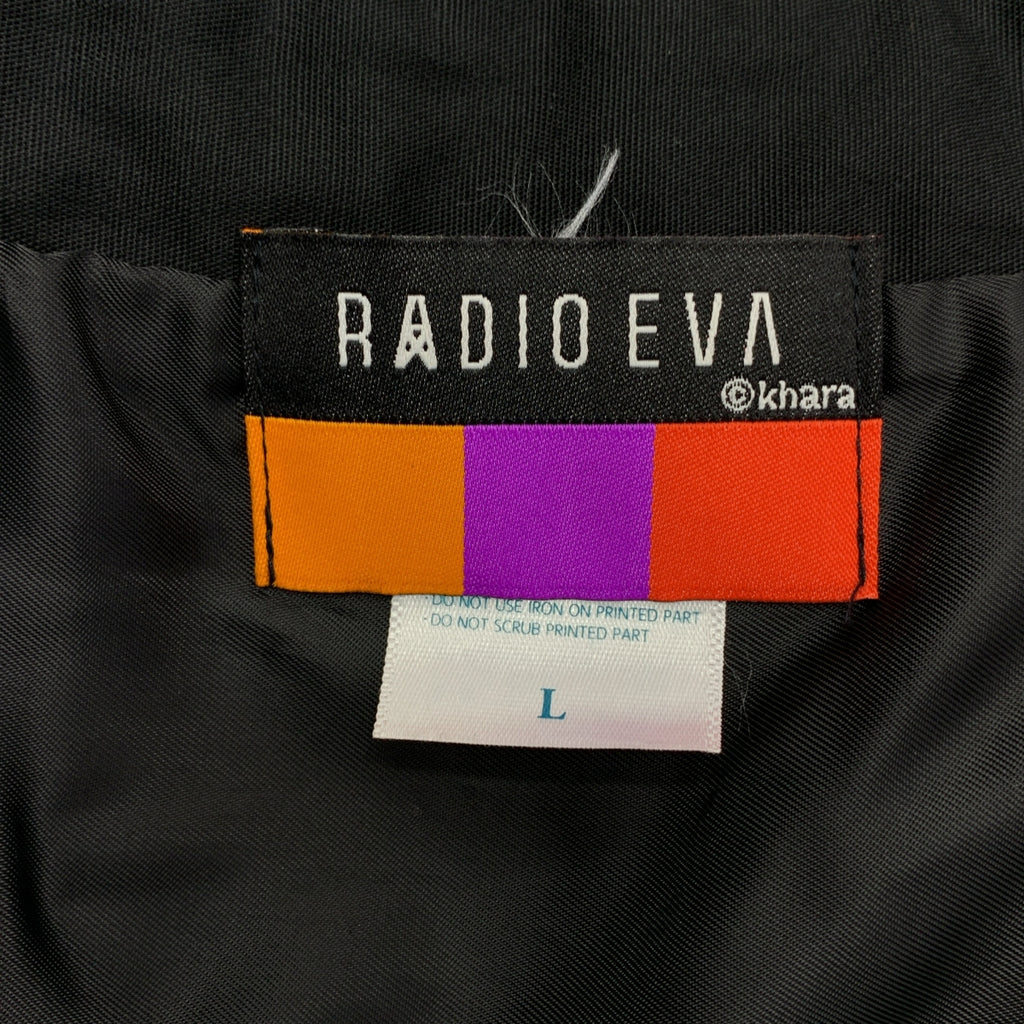 RADIO EVA
©khara
DO NOT USE IRON ON PRINTED PART
· DO NOT SCRUB PRINTED PART
L